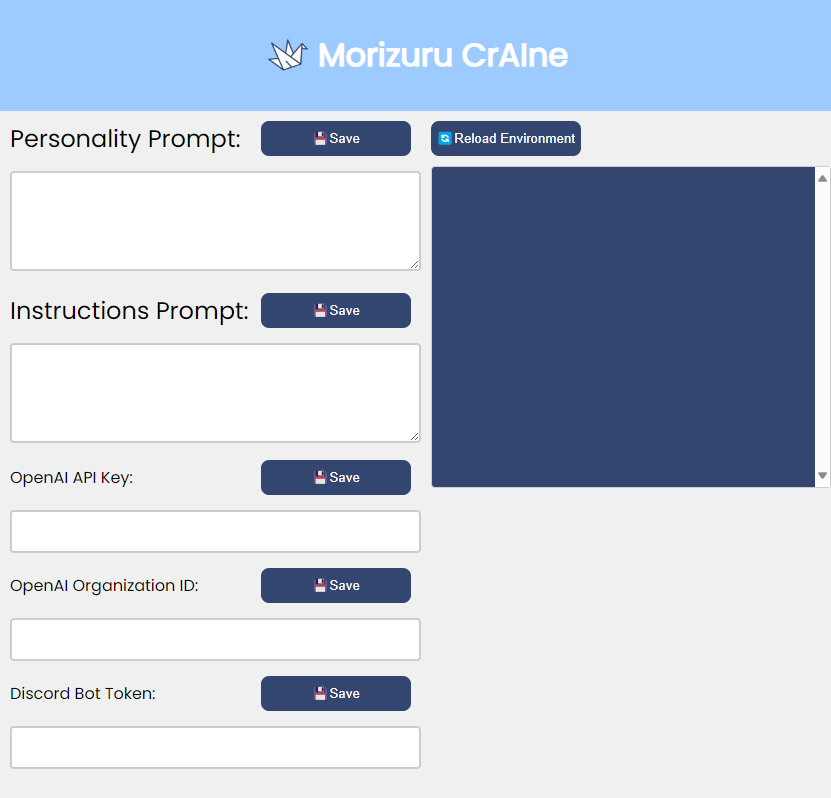 Morizuru CrAIne
Personality Prompt:
Save
Reload Environment
Instructions Prompt:
Save
OpenAI API Key:
Save
OpenAI Organization ID:
Save
Discord Bot Token:
Save